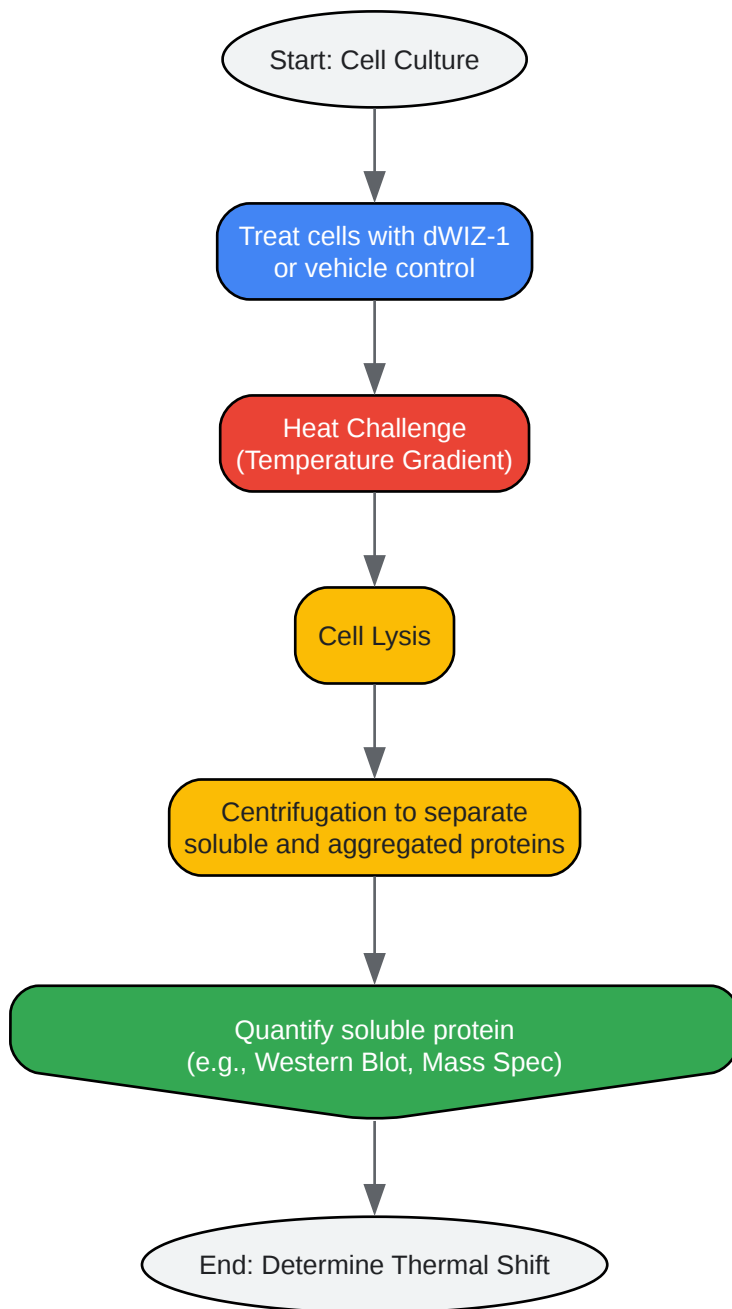 Start: Cell Culture
Treat cells with dWIZ-1
or vehicle control
Heat Challenge
(Temperature Gradient)
Cell Lysis
Centrifugation to separate
soluble and aggregated proteins
Quantify soluble protein
(e.g., Western Blot, Mass Spec)
End: Determine Thermal Shift